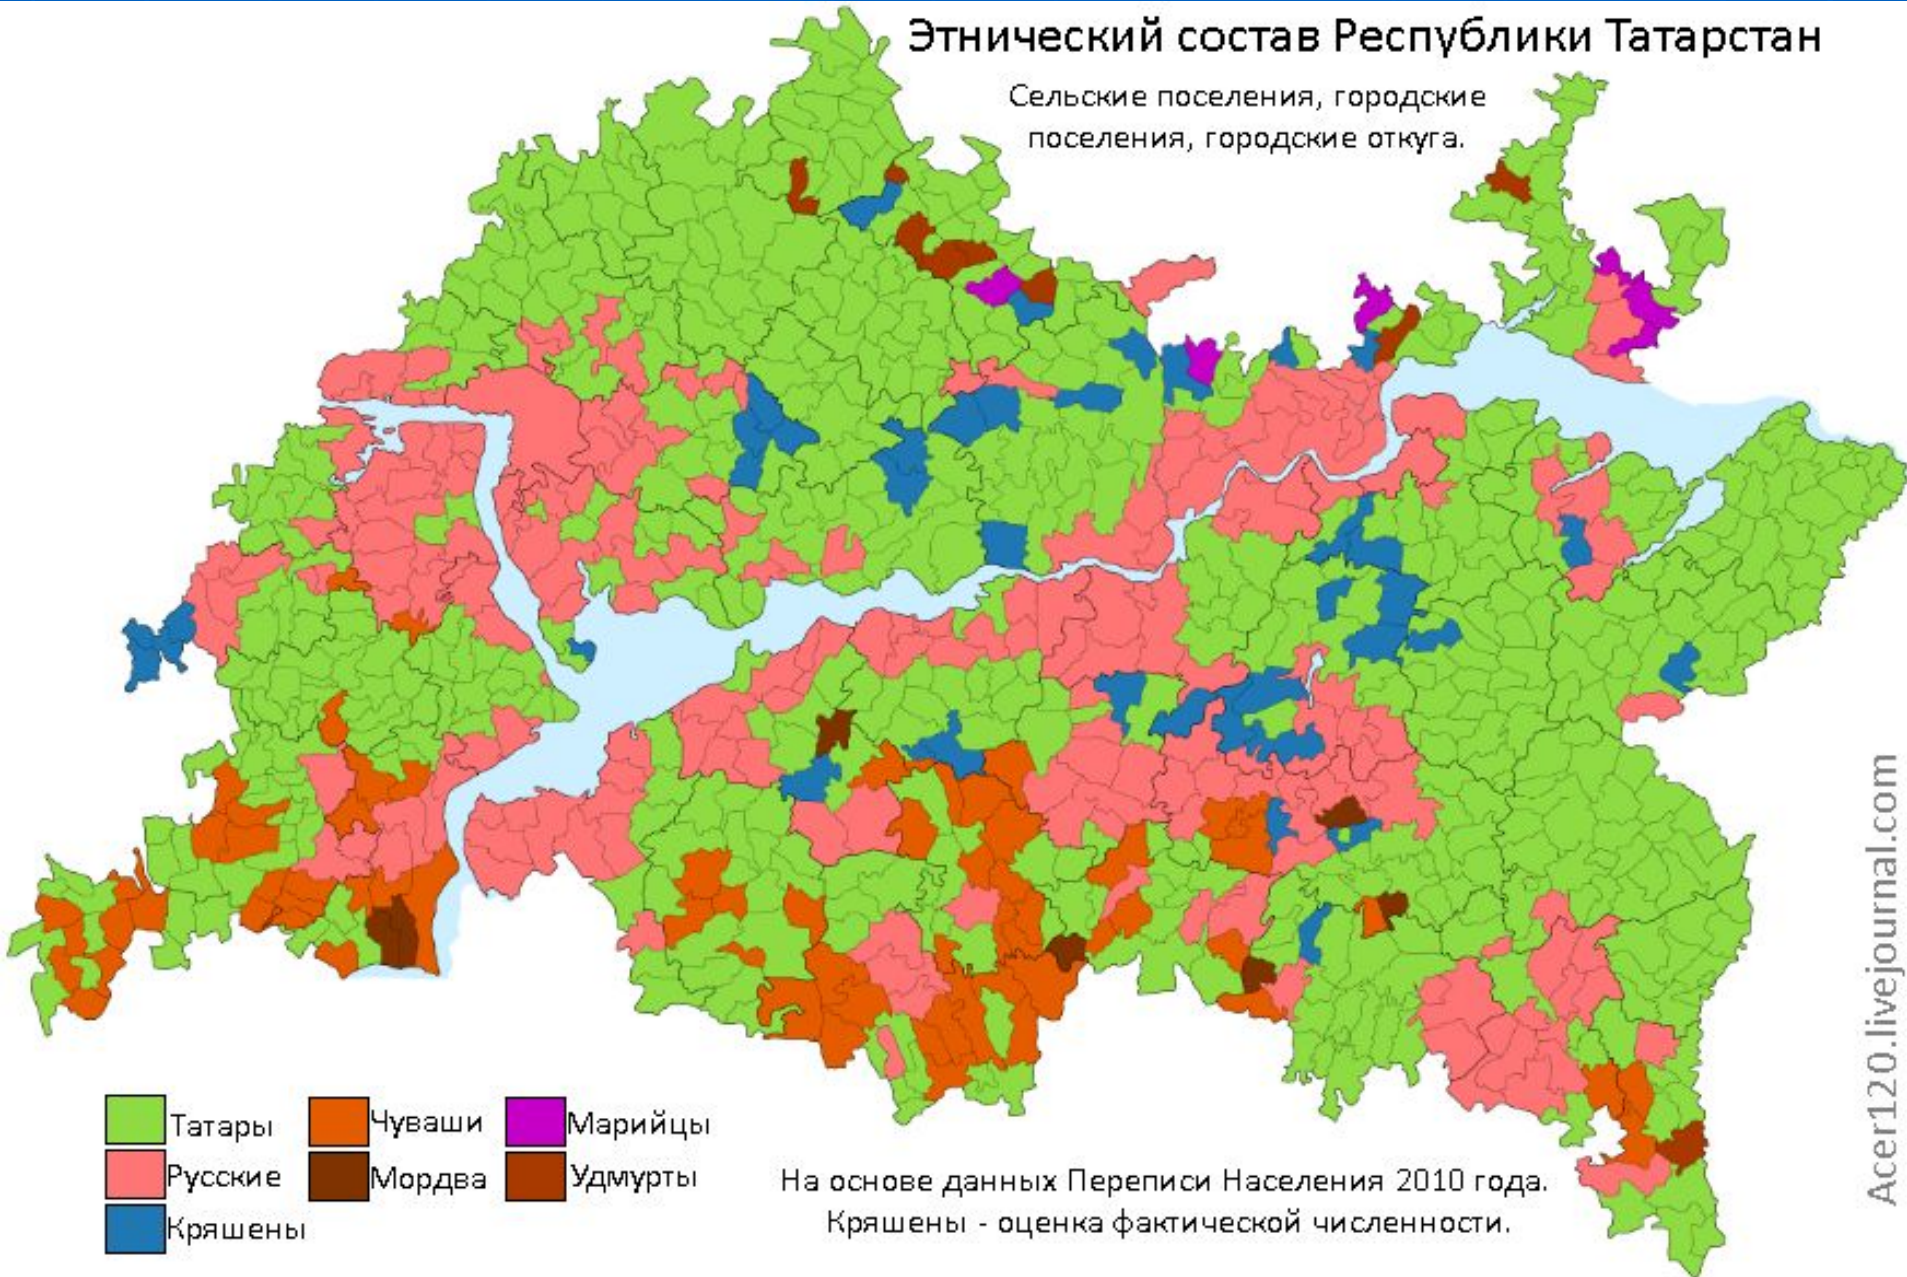 Этнический состав Республики Татарстан
Сельские поселения, городские
поселения, городские откуга.
Татары
Чуваши
Марийцы
Русские
Мордва
Удмурты
Кряшены
На основе данных Переписи Населения 2010 года.
Кряшены - оценка фактической численности.
Acer120.livejournal.com